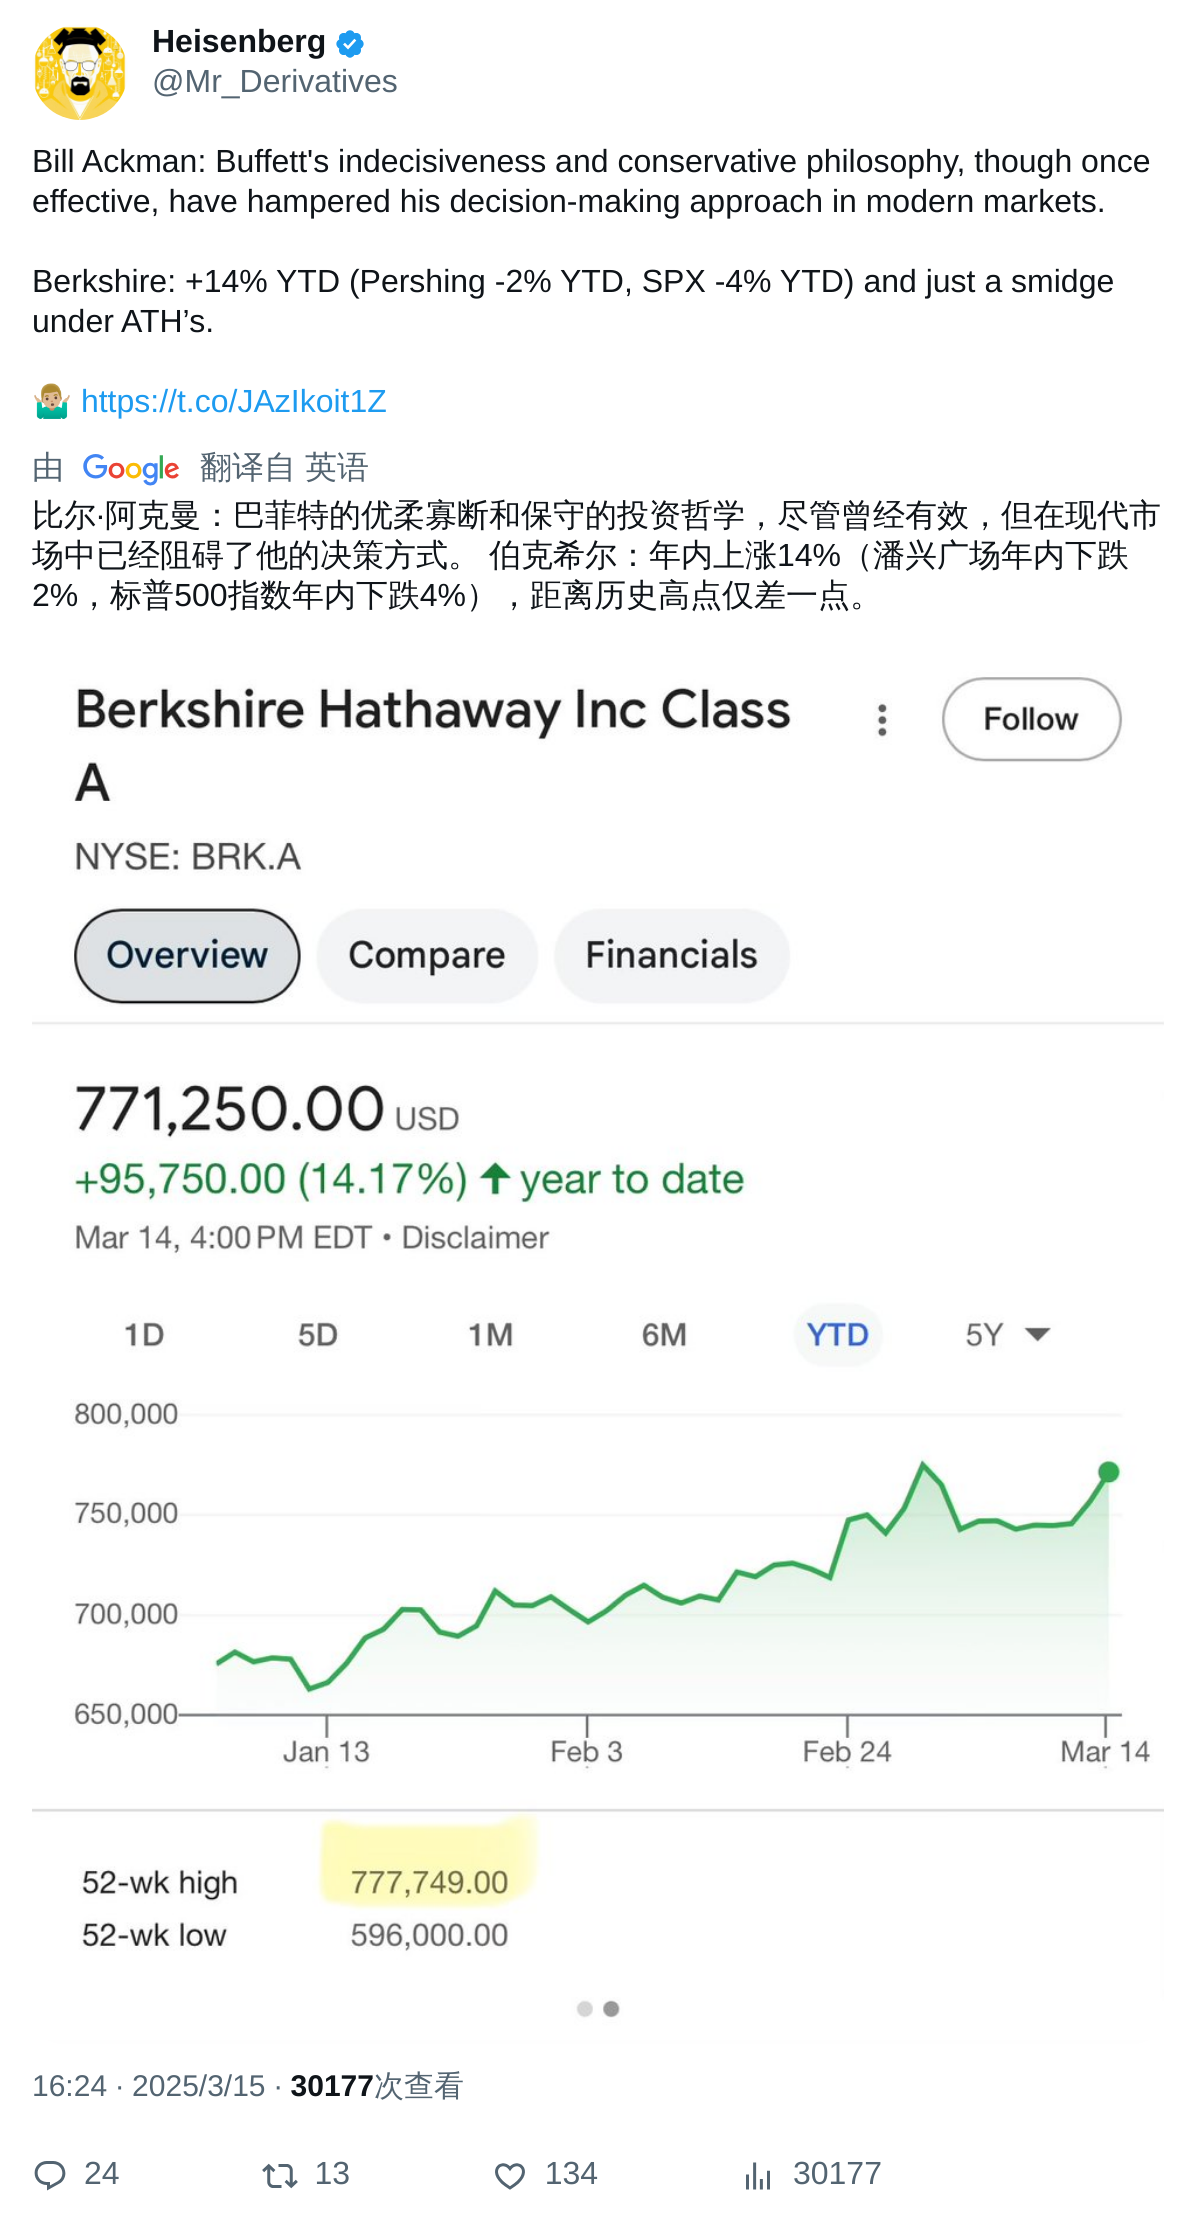 Heisenberg
@Mr_Derivatives
Bill Ackman: Buffett's indecisiveness and conservative philosophy, though once
effective, have hampered his decision-making approach in modern markets.
Berkshire: +14% YTD (Pershing -2% YTD, SPX -4% YTD) and just a smidge
under ATH’s.
🤷🏼‍♂️ https://t.co/JAzIkoit1Z
由 Google 翻译自 英语
比尔·阿克曼：巴菲特的优柔寡断和保守的投资哲学，尽管曾经有效，但在现代市
场中已经阻碍了他的决策方式。 伯克希尔：年内上涨14%（潘兴广场年内下跌
2%，标普500指数年内下跌4%），距离历史高点仅差一点。
Berkshire Hathaway Inc Class
A
Follow
NYSE: BRK.A
Overview Compare Financials
771,250.00 USD
+95,750.00 (14.17%) ↑ year to date
Mar 14, 4:00 PM EDT • Disclaimer
1D 5D 1M 6M YTD 5Y
800,000
750,000
700,000
650,000
Jan 13 Feb 3 Feb 24 Mar 14
52-wk high 777,749.00
52-wk low 596,000.00
16:24 · 2025/3/15 · 30177次查看
24 13 134 30177